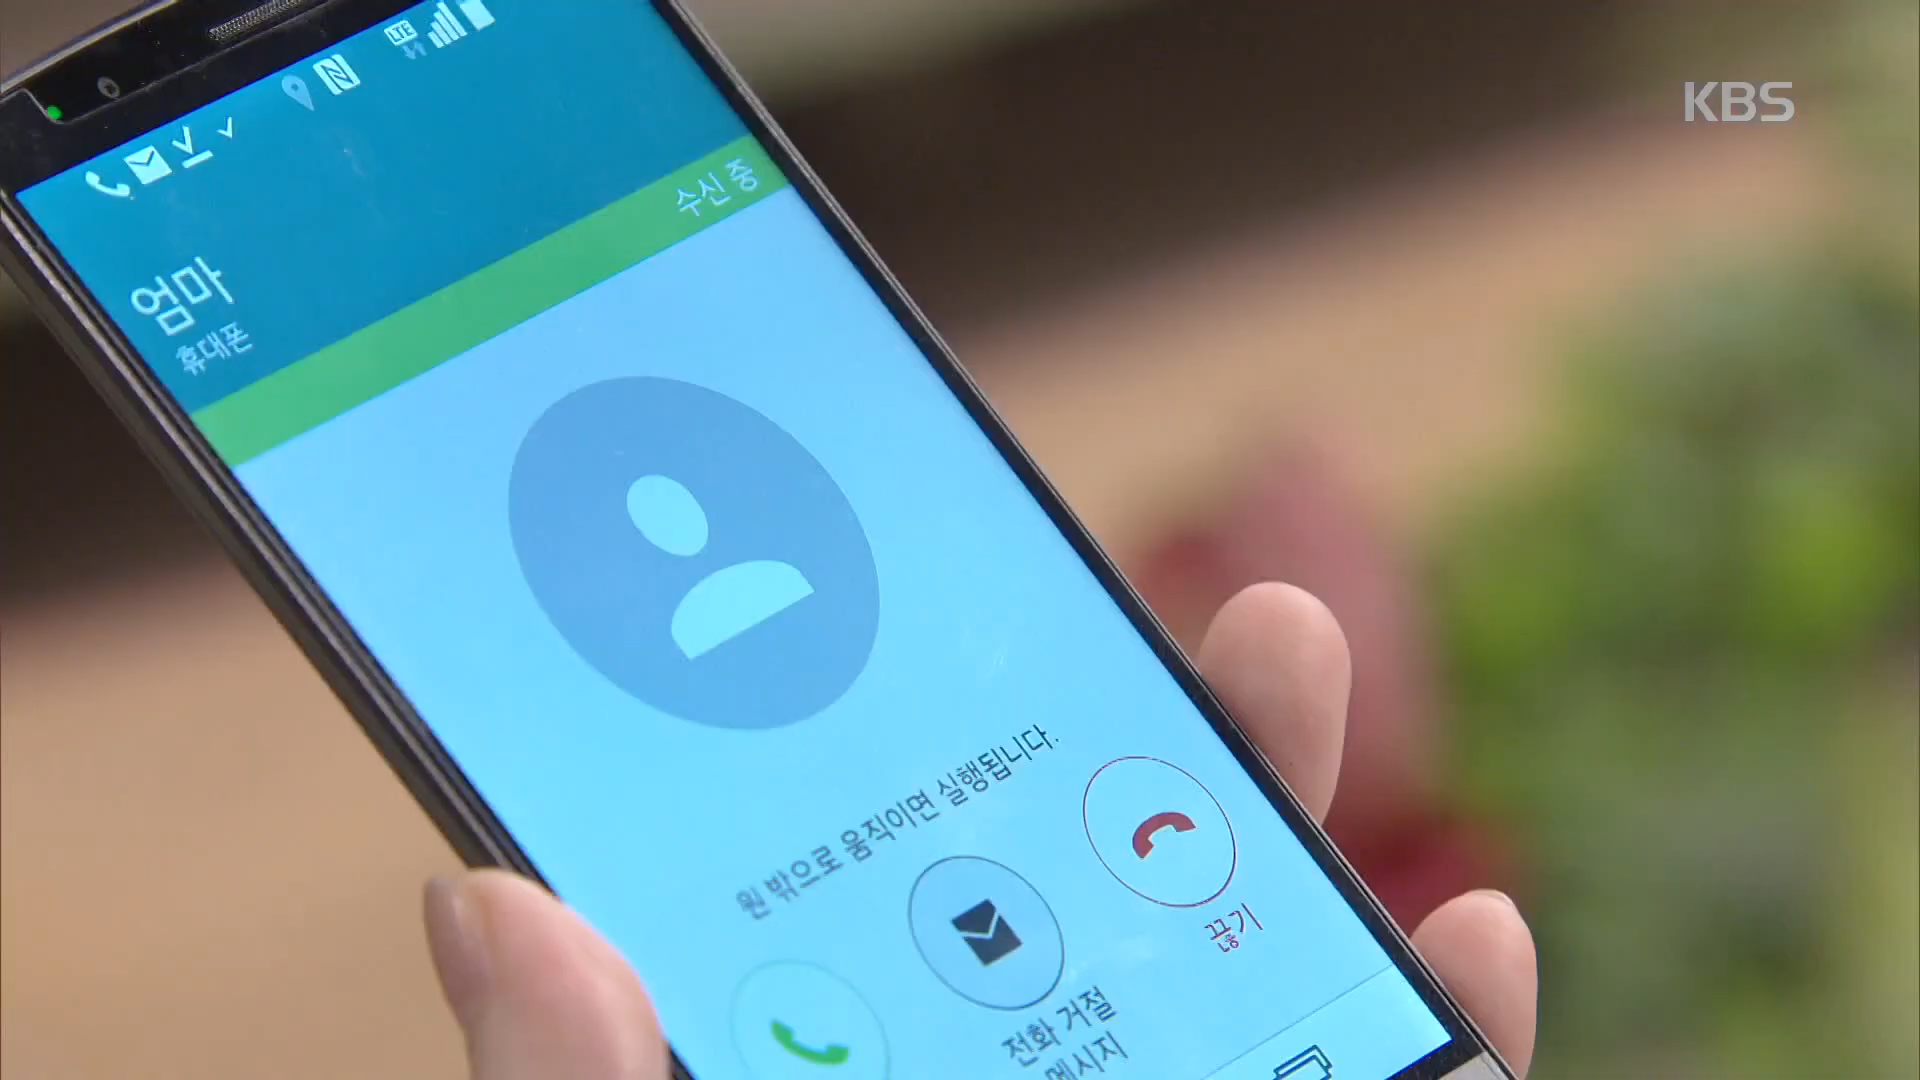 KBS
LTE
수신 중
엄마
휴대폰
원 밖으로 움직이면 실행됩니다.
끊기
전화 거절
메시지